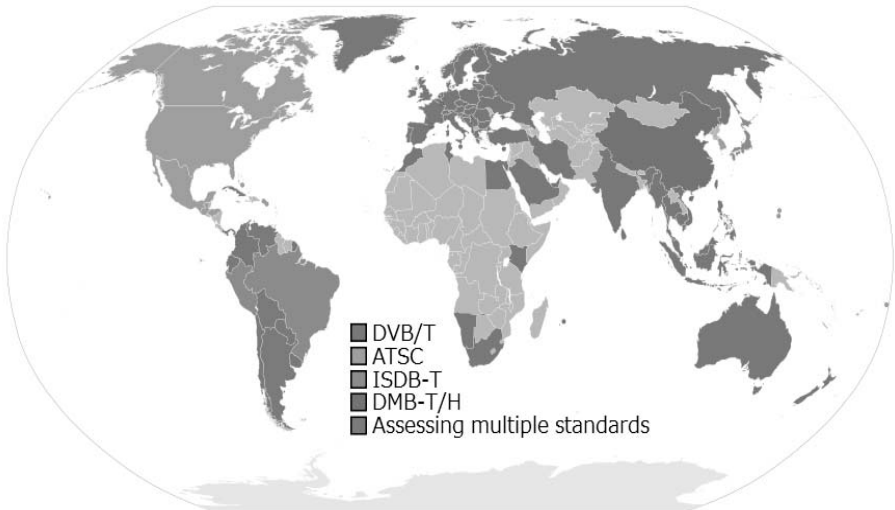 DVB/T
ATSC
ISDB-T
DMB-T/H
Assessing multiple standards